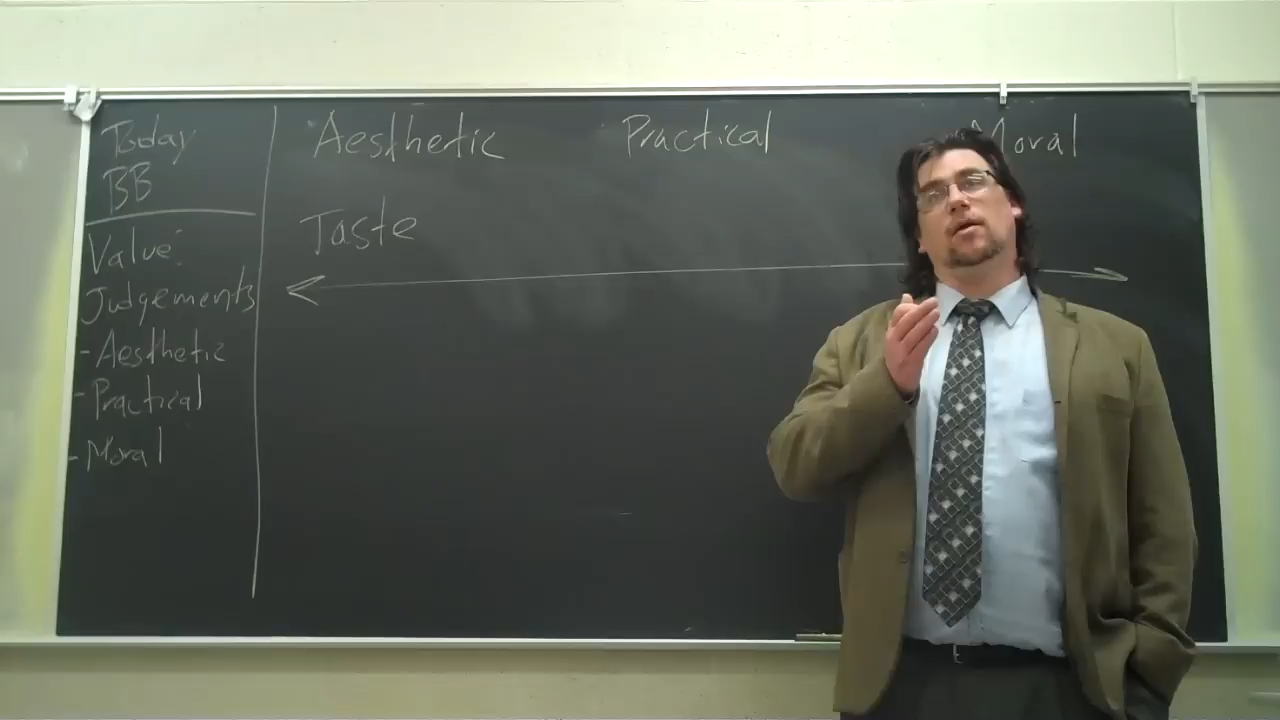 Today
BB
Value
Judgements
- Aesthetic
- Practical
- Moral
Aesthetic Practical Moral
Taste